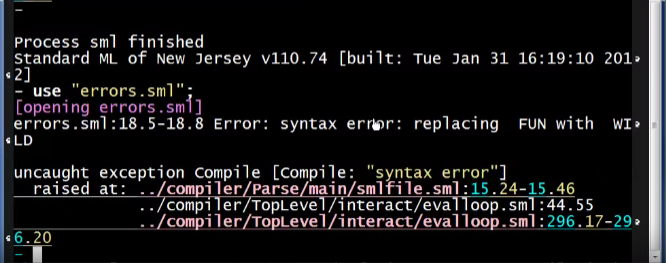 -
Process sml finished
Standard ML of New Jersey v110.74 [built: Tue Jan 31 16:19:10 201
2]
- use "errors.sml";
[opening errors.sml]
errors.sml:18.5-18.8 Error: syntax error: replacing  FUN with  WI
LD
uncaught exception Compile [Compile: "syntax error"]
  raised at: ../compiler/Parse/main/smlfile.sml:15.24-15.46
             ../compiler/TopLevel/interact/evalloop.sml:44.55
             ../compiler/TopLevel/interact/evalloop.sml:296.17-29
6.20
-